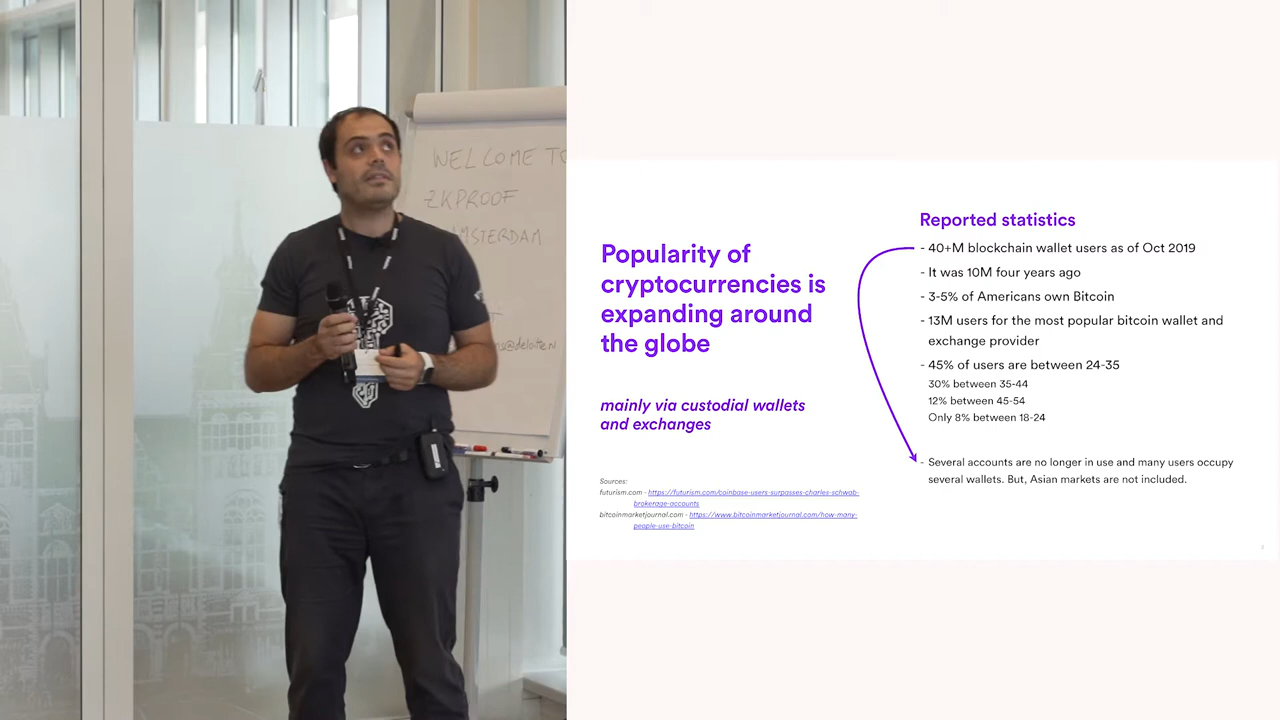 WELCOME TO
ZKPROOF
AMSTERDAM
@deloitte.nl
Popularity of
cryptocurrencies is
expanding around
the globe
mainly via custodial wallets
and exchanges
Sources:
futurism.com - https://futurism.com/coinbase-users-surpasses-charles-schwab-
brokerage-accounts
bitcoinmarketjournal.com - https://www.bitcoinmarketjournal.com/how-many-
people-use-bitcoin
Reported statistics
- 40+M blockchain wallet users as of Oct 2019
- It was 10M four years ago
- 3-5% of Americans own Bitcoin
- 13M users for the most popular bitcoin wallet and
exchange provider
- 45% of users are between 24-35
30% between 35-44
12% between 45-54
Only 8% between 18-24
- Several accounts are no longer in use and many users occupy
several wallets. But, Asian markets are not included.